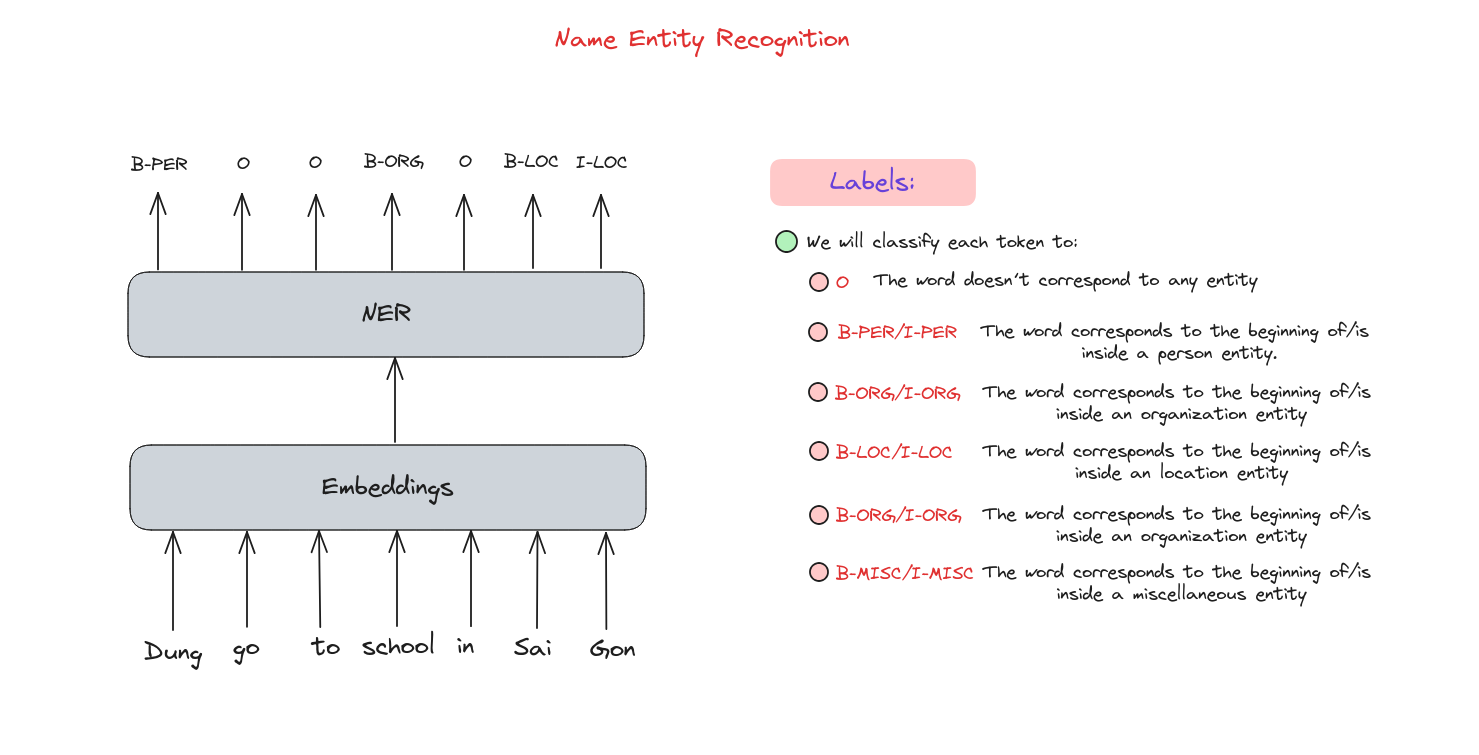 Name Entity Recognition
B-PER O O B-ORG O B-LOC I-LOC
NER
Embeddings
Dung go to school in Sai Gon
Labels:
We will classify each token to:
O The word doesn't correspond to any entity
B-PER/I-PER The word corresponds to the beginning of/is
inside a person entity.
B-ORG/I-ORG The word corresponds to the beginning of/is
inside an organization entity
B-LOC/I-LOC The word corresponds to the beginning of/is
inside an location entity
B-ORG/I-ORG The word corresponds to the beginning of/is
inside an organization entity
B-MISC/I-MISC The word corresponds to the beginning of/is
inside a miscellaneous entity